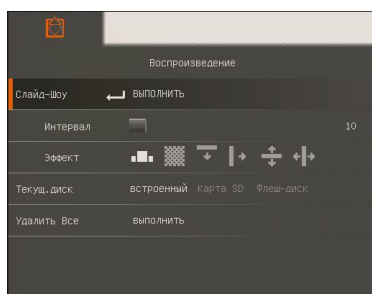 Воспроизведение
Слайд-Шоу ВЫПОЛНИТЬ
Интервал 10
Эффект
Текущ.диск встроенный Карта SD Флеш-диск
Удалить Все выполнить